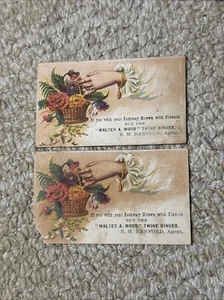 If you wish your Pathway Strewn with Flowers
BUY THE
"WALTER A. WOOD" TWINE BINDER.
R. M. DANFORD, Agent.
If you wish your Pathway Strewn with Flowers
BUY THE
"WALTER A. WOOD" TWINE BINDER.
R. M. DANFORD, Agent.